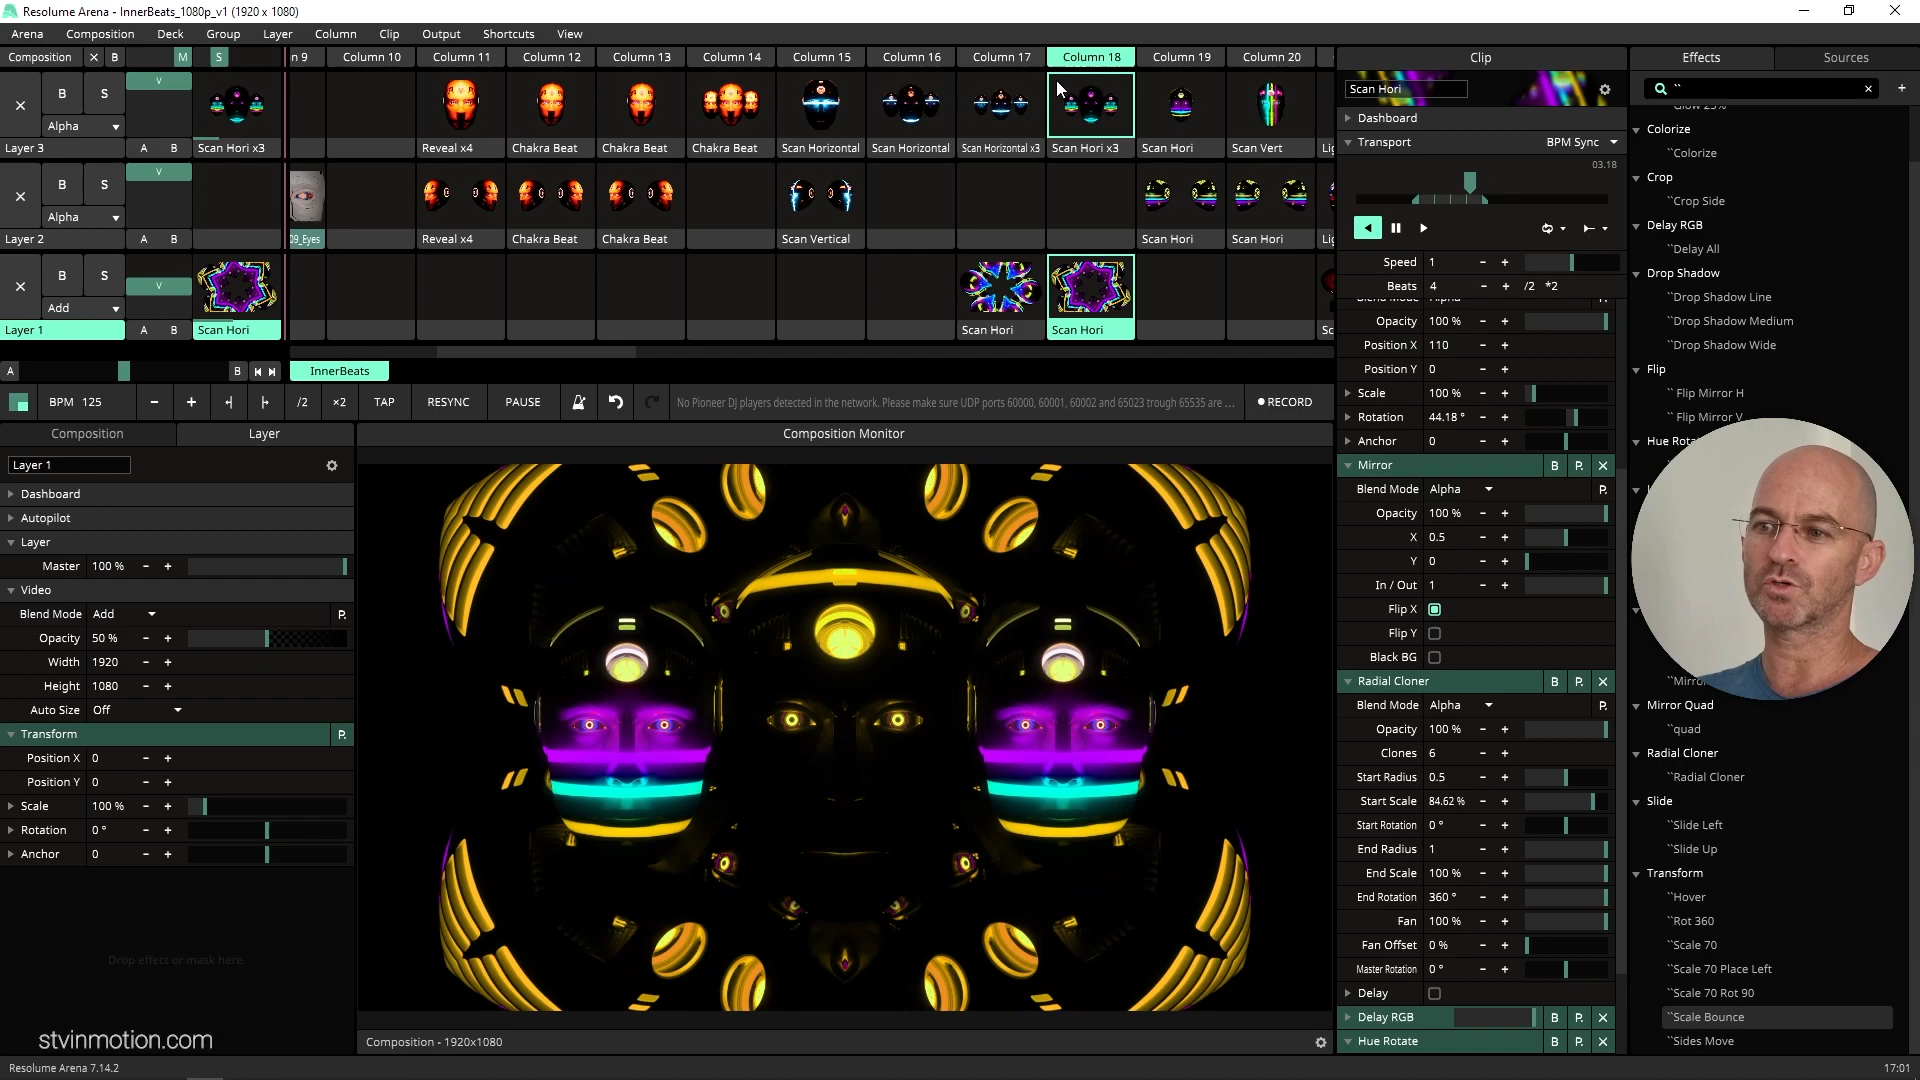 Resolume Arena - InnerBeats_1080p_v1 (1920 x 1080)
Arena Composition Deck Group Layer Column Clip Output Shortcuts View
Composition X B M S n 9 Column 10 Column 11 Column 12 Column 13 Column 14 Column 15 Column 16 Column 17 Column 18 Column 19 Column 20
B S V
Alpha
Layer 3 A B Scan Hori x3 Reveal x4 Chakra Beat Chakra Beat Chakra Beat Scan Horizontal Scan Horizontal Scan Horizontal x3 Scan Hori x3 Scan Hori Scan Vert
B S V
Alpha
Layer 2 A B 09_Eyes Reveal x4 Chakra Beat Chakra Beat Scan Vertical Scan Hori Scan Hori
B S V
Add
Layer 1 A B Scan Hori Scan Hori Scan Hori
A B InnerBeats
BPM 125 - + /2 ×2 TAP RESYNC PAUSE No Pioneer DJ players detected in the network. Please make sure UDP ports 60000, 60001, 60002 and 65023 trough 65535 are ... RECORD
Composition Layer
Layer 1
Dashboard
Autopilot
Layer
Master 100 % - +
Video
Blend Mode Add P.
Opacity 50 % - +
Width 1920 - +
Height 1080 - +
Auto Size Off
Transform P.
Position X 0 - +
Position Y 0 - +
Scale 100 % - +
Rotation 0 ° - +
Anchor 0 - +
Drop effect or mask here.
stvinmotion.com
Resolume Arena 7.14.2
Composition Monitor
Composition - 1920x1080
Clip
Scan Hori
Dashboard
Transport BPM Sync
03.18
Speed 1 - +
Beats 4 - + /2 *2
Opacity 100 % - +
Position X 110 - +
Position Y 0 - +
Scale 100 % - +
Rotation 44.18 ° - +
Anchor 0 - +
Mirror B P. X
Blend Mode Alpha P.
Opacity 100 % - +
X 0.5 - +
Y 0 - +
In / Out 1 - +
Flip X
Flip Y
Black BG
Radial Cloner B P. X
Blend Mode Alpha P.
Opacity 100 % - +
Clones 6 - +
Start Radius 0.5 - +
Start Scale 84.62 % - +
Start Rotation 0 ° - +
End Radius 1 - +
End Scale 100 % - +
End Rotation 360 ° - +
Fan 100 % - +
Fan Offset 0 % - +
Master Rotation 0 ° - +
Delay
Delay RGB B P. X
Hue Rotate B P. X
Effects Sources
`` × +
Colorize
``Colorize
Crop
``Crop Side
Delay RGB
``Delay All
Drop Shadow
``Drop Shadow Line
``Drop Shadow Medium
``Drop Shadow Wide
Flip
`` Flip Mirror H
`` Flip Mirror V
Mirror Quad
``quad
Radial Cloner
``Radial Cloner
Slide
``Slide Left
``Slide Up
Transform
``Hover
``Rot 360
``Scale 70
``Scale 70 Place Left
``Scale 70 Rot 90
``Scale Bounce
``Sides Move
17:01